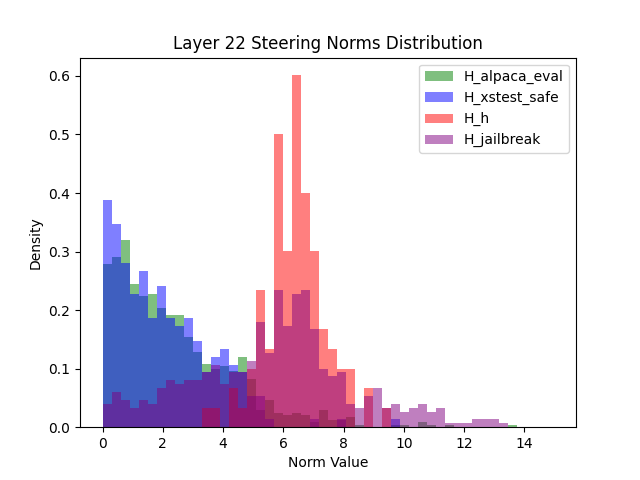 Layer 22 Steering Norms Distribution
H_alpaca_eval
H_xstest_safe
H_h
H_jailbreak
0.6
0.5
0.4
0.3
0.2
0.1
0.0
Density
0 2 4 6 8 10 12 14
Norm Value